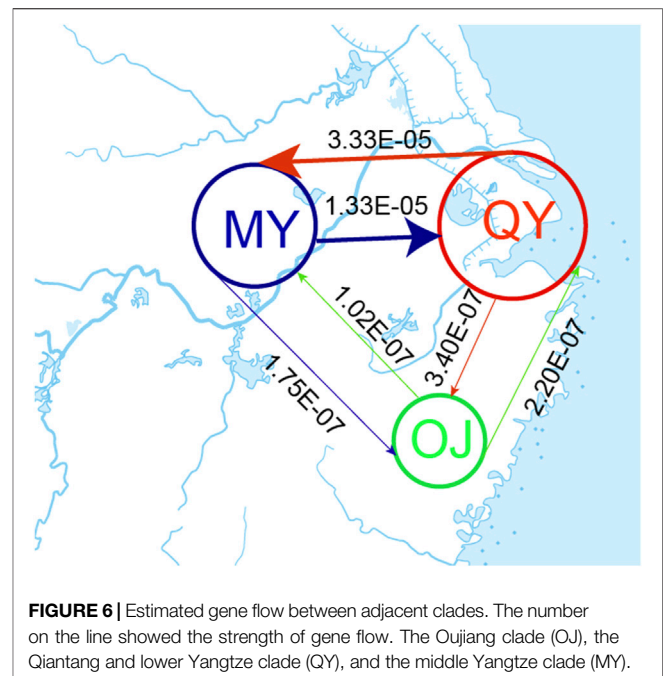 3.33E-05
MY
1.33E-05
QY
1.02E-07
3.40E-07
1.75E-07
2.20E-07
OJ
FIGURE 6 | Estimated gene flow between adjacent clades. The number
on the line showed the strength of gene flow. The Oujiang clade (OJ), the
Qiantang and lower Yangtze clade (QY), and the middle Yangtze clade (MY).